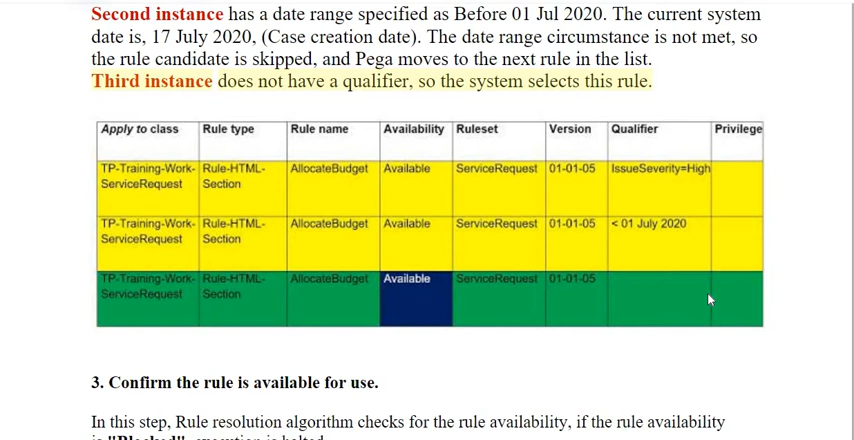 Second instance has a date range specified as Before 01 Jul 2020. The current system
date is, 17 July 2020, (Case creation date). The date range circumstance is not met, so
the rule candidate is skipped, and Pega moves to the next rule in the list.
Third instance does not have a qualifier, so the system selects this rule.
Apply to class Rule type Rule name Availability Ruleset Version Qualifier Privilege
TP-Training-Work- Rule-HTML- AllocateBudget Available ServiceRequest 01-01-05 IssueSeverity=High
ServiceRequest Section
TP-Training-Work- Rule-HTML- AllocateBudget Available ServiceRequest 01-01-05 < 01 July 2020
ServiceRequest Section
TP-Training-Work- Rule-HTML- AllocateBudget Available ServiceRequest 01-01-05
ServiceRequest Section
3. Confirm the rule is available for use.
In this step, Rule resolution algorithm checks for the rule availability, if the rule availability
is "Blocked", execution is halted